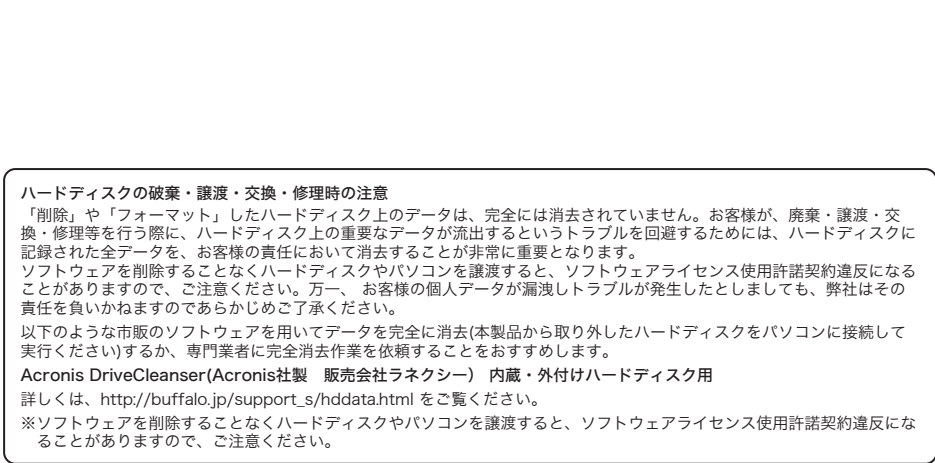 ハードディスクの破棄・譲渡・交換・修理時の注意
「削除」や「フォーマット」したハードディスク上のデータは、完全には消去されていません。お客様が、廃棄・譲渡・交
換・修理等を行う際に、ハードディスク上の重要なデータが流出するというトラブルを回避するためには、ハードディスクに
記録された全データを、お客様の責任において消去することが非常に重要となります。
ソフトウェアを削除することなくハードディスクやパソコンを譲渡すると、ソフトウェアライセンス使用許諾契約違反になる
ことがありますので、ご注意ください。万一、 お客様の個人データが漏洩しトラブルが発生したとしましても、弊社はその
責任を負いかねますのであらかじめご了承ください。
以下のような市販のソフトウェアを用いてデータを完全に消去(本製品から取り外したハードディスクをパソコンに接続して
実行ください)するか、専門業者に完全消去作業を依頼することをおすすめします。
Acronis DriveCleanser(Acronis社製　販売会社ラネクシー） 内蔵・外付けハードディスク用
詳しくは、http://buffalo.jp/support_s/hddata.html をご覧ください。
※ソフトウェアを削除することなくハードディスクやパソコンを譲渡すると、ソフトウェアライセンス使用許諾契約違反にな
ることがありますので、ご注意ください。